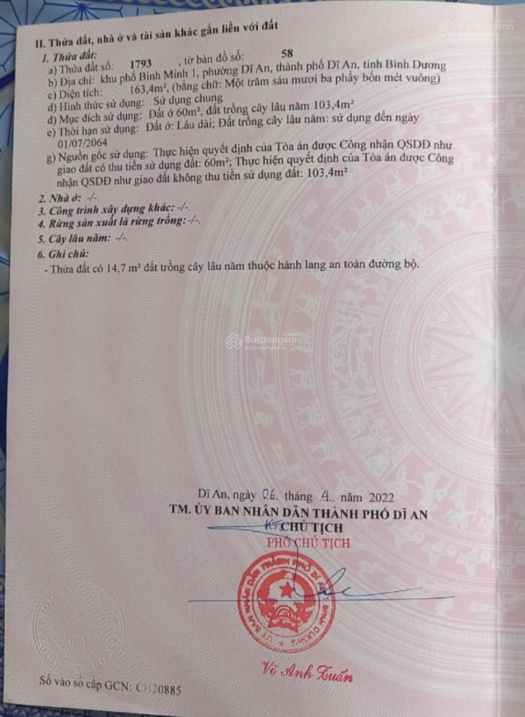 II. Thửa đất, nhà ở và tài sản khác gắn liền với đất
1. Thửa đất:
a) Thửa đất số: 1793 , tờ bản đồ số: 58
b) Địa chỉ: khu phố Bình Minh 1, phường Dĩ An, thành phố Dĩ An, tỉnh Bình Dương
c) Diện tích: 163,4m², (bằng chữ: Một trăm sáu mươi ba phẩy bốn mét vuông)
d) Hình thức sử dụng: Sử dụng chung
đ) Mục đích sử dụng: Đất ở 60m², đất trồng cây lâu năm 103,4m²
e) Thời hạn sử dụng: Đất ở: Lâu dài; Đất trồng cây lâu năm: sử dụng đến ngày
01/07/2064
g) Nguồn gốc sử dụng: Thực hiện quyết định của Tòa án được Công nhận QSDĐ như
giao đất có thu tiền sử dụng đất: 60m²; Thực hiện quyết định của Tòa án được Công
nhận QSDĐ như giao đất không thu tiền sử dụng đất: 103,4m²
2. Nhà ở: -/-.
3. Công trình xây dựng khác: -/-.
4. Rừng sản xuất là rừng trồng: -/-.
5. Cây lâu năm: -/-.
6. Ghi chú:
- Thửa đất có 14,7 m² đất trồng cây lâu năm thuộc hành lang an toàn đường bộ.
Batdongsan
Dĩ An, ngày 06. tháng .4. năm 2022
TM. ỦY BAN NHÂN DÂN THÀNH PHỐ DĨ AN
KT.CHỦ TỊCH
PHÓ CHỦ TỊCH
ỦY BAN NHÂN DÂN THÀNH PHỐ DĨ AN T. BÌNH DƯƠNG
Võ Anh Tuấn
Số vào sổ cấp GCN: CH20885